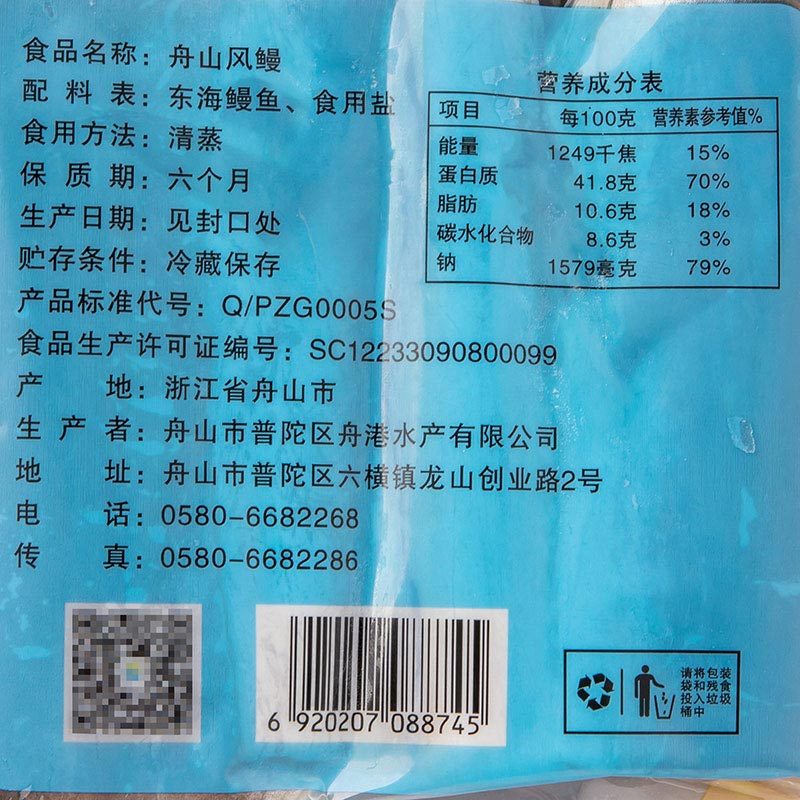 食品名称：舟山风鳗
配料表：东海鳗鱼、食用盐
食用方法：清蒸
保质期：六个月
生产日期：见封口处
贮存条件：冷藏保存
产品标准代号：Q/PZG0005S
食品生产许可证编号：SC12233090800099
产地：浙江省舟山市
生产者：舟山市普陀区舟港水产有限公司
地址：舟山市普陀区六横镇龙山创业路2号
电话：0580-6682268
传真：0580-6682286
营养成分表
项目 每100克 营养素参考值%
能量 1249千焦 15%
蛋白质 41.8克 70%
脂肪 10.6克 18%
碳水化合物 8.6克 3%
钠 1579毫克 79%
6 920207 088745
请将包装
袋和残食
投入垃圾
桶中